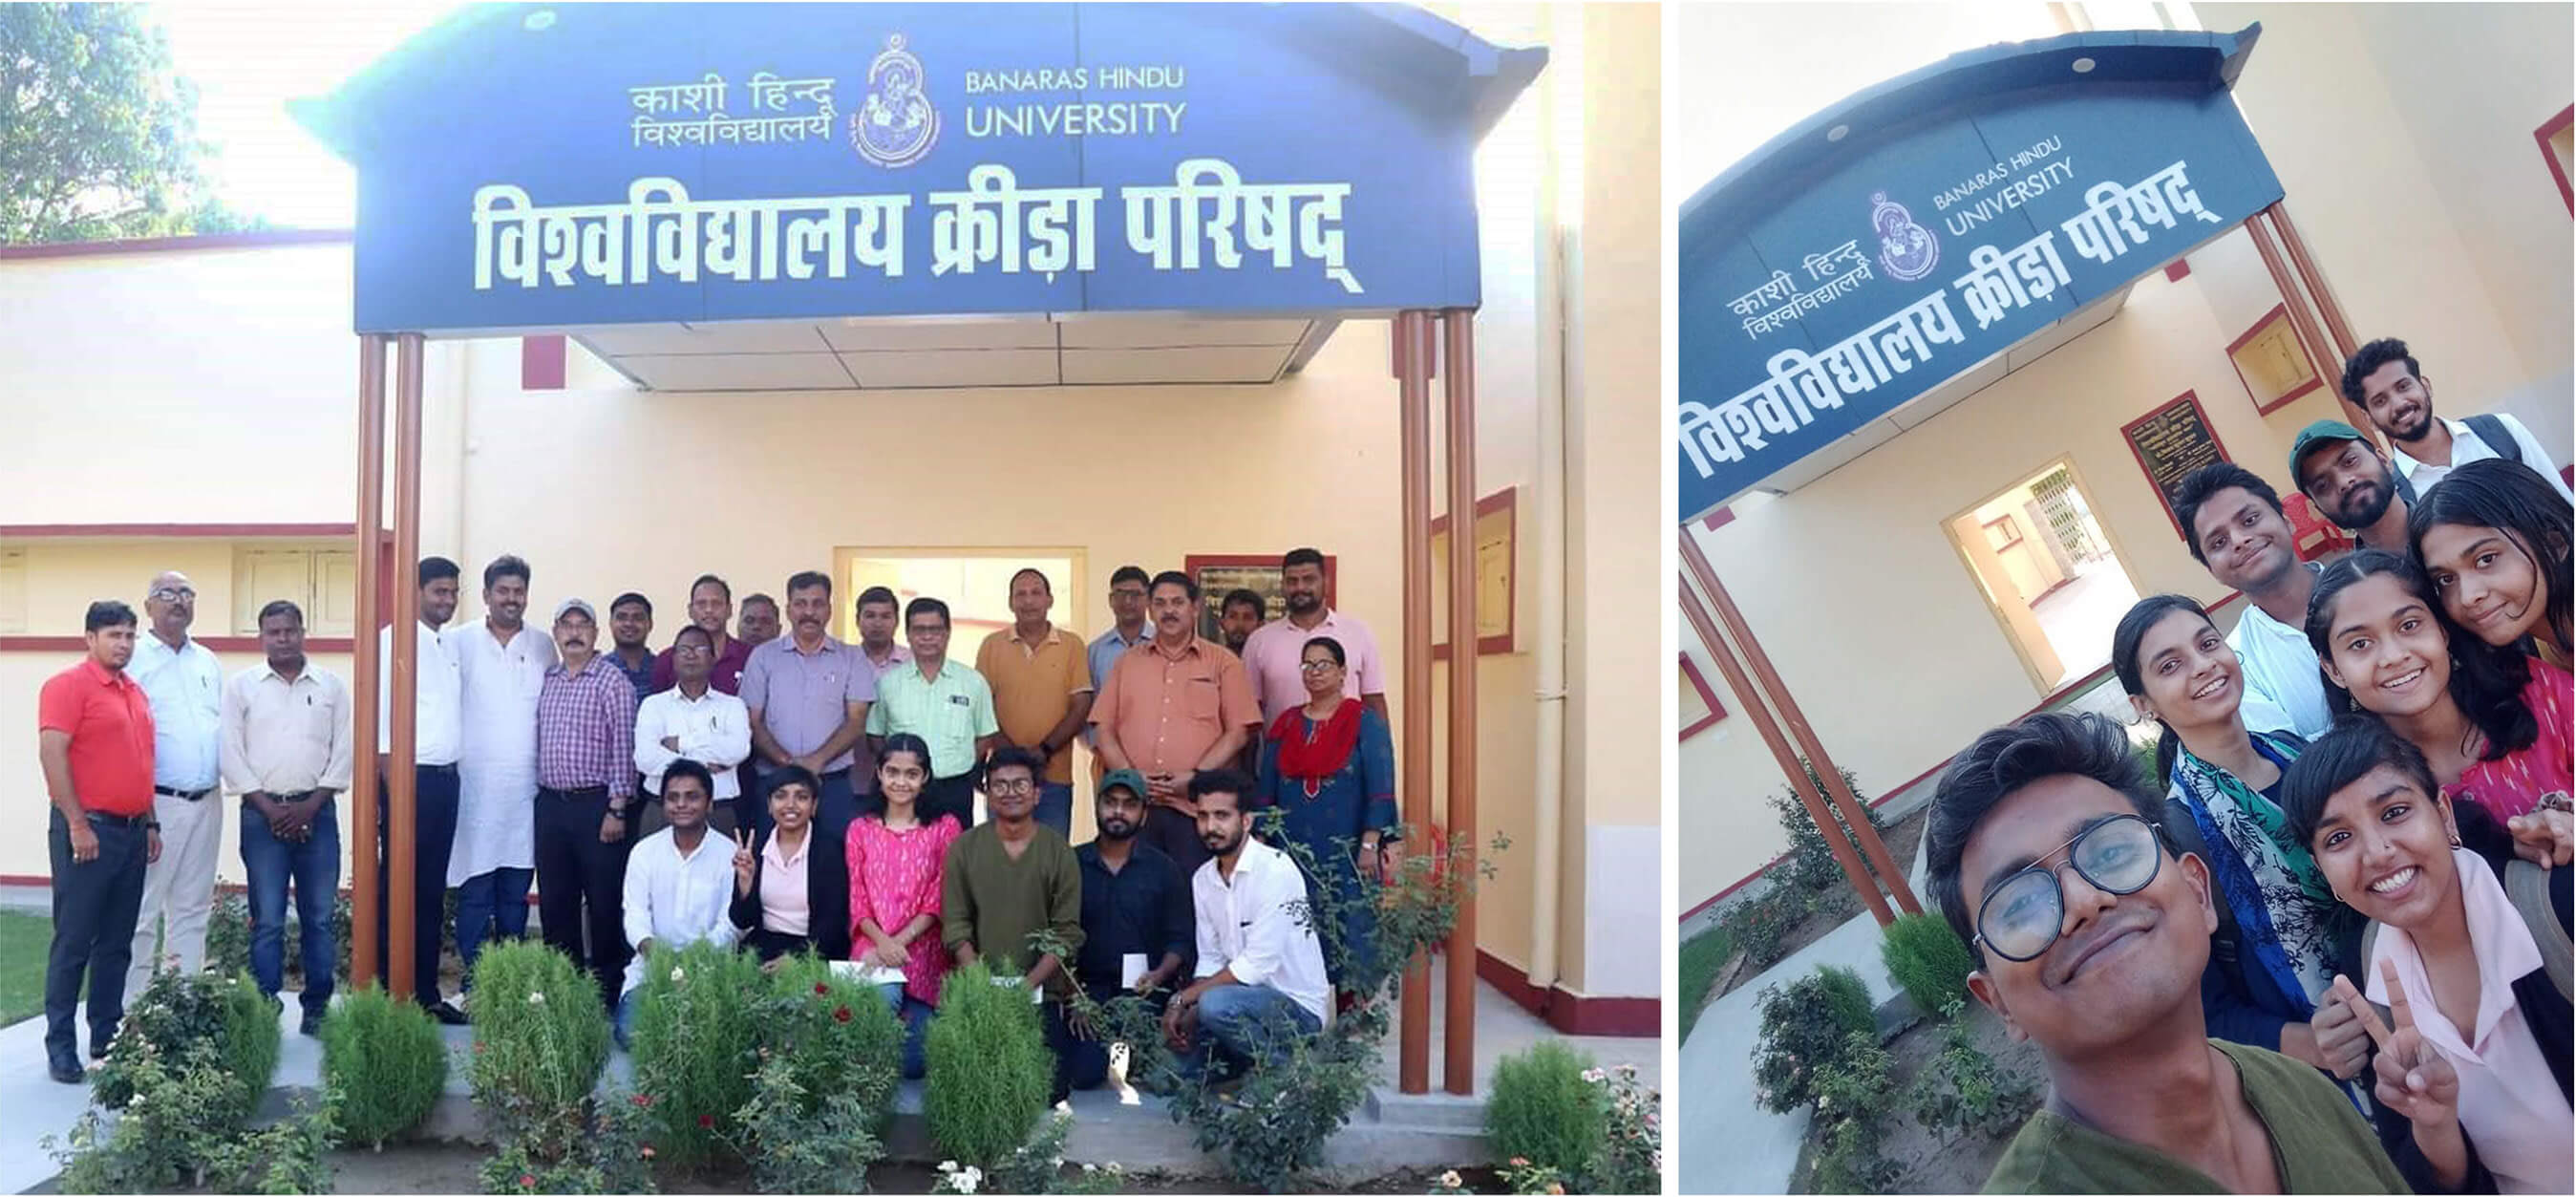 काशी हिन्दू
विश्वविद्यालय
BANARAS HINDU
UNIVERSITY
विश्वविद्यालय क्रीड़ा परिषद्
काशी हिन्दू
विश्वविद्यालय
BANARAS HINDU
UNIVERSITY
विश्वविद्यालय क्रीड़ा परिषद्